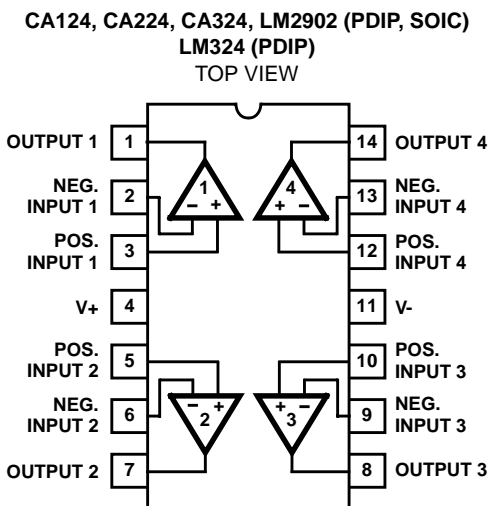 CA124, CA224, CA324, LM2902 (PDIP, SOIC)
LM324 (PDIP)
TOP VIEW
OUTPUT 1 1 14 OUTPUT 4
NEG.
INPUT 1 2 1 4 13 NEG.
INPUT 4
− + + −
POS.
INPUT 1 3 12 POS.
INPUT 4
V+ 4 11 V-
POS.
INPUT 2 5 10 POS.
INPUT 3
− + + −
NEG.
INPUT 2 6 2 3 9 NEG.
INPUT 3
OUTPUT 2 7 8 OUTPUT 3